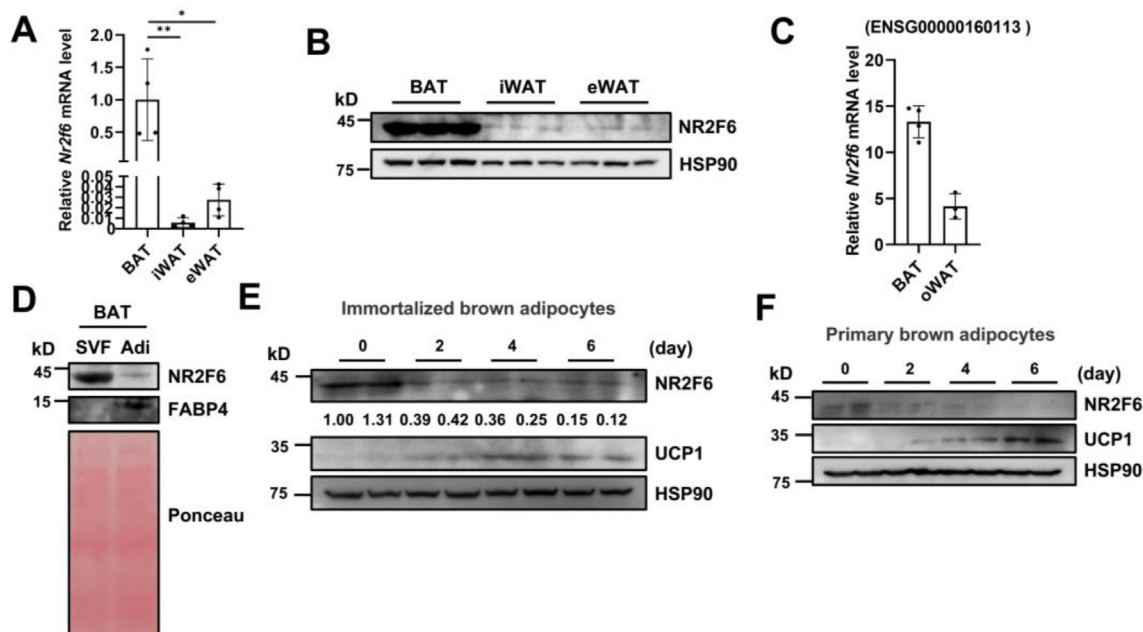 A
Relative Nr2f6 mRNA level
* 
**
2.0
1.5
1.0
0.5
0.05
0.04
0.03
0.02
0.01
0
BAT iWAT eWAT
B
BAT iWAT eWAT
kD
45
NR2F6
75
HSP90
C
(ENSG00000160113 )
Relative Nr2f6 mRNA level
20
15
10
5
0
BAT oWAT
D
BAT
kD SVF Adi
45
NR2F6
15
FABP4
Ponceau
E
Immortalized brown adipocytes
0 2 4 6 (day)
kD
45
NR2F6
1.00 1.31 0.39 0.42 0.36 0.25 0.15 0.12
35
UCP1
75
HSP90
F
Primary brown adipocytes
0 2 4 6 (day)
kD
45
NR2F6
35
UCP1
75
HSP90